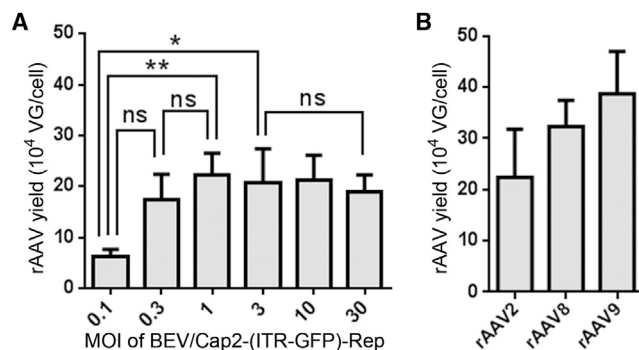 A
rAAV yield (10⁴ VG/cell)
50
40
30
20
10
0
*
**
ns
ns
ns
0.1 0.3 1 3 10 30
MOI of BEV/Cap2-(ITR-GFP)-Rep
B
rAAV yield (10⁴ VG/cell)
50
40
30
20
10
0
rAAV2 rAAV8 rAAV9